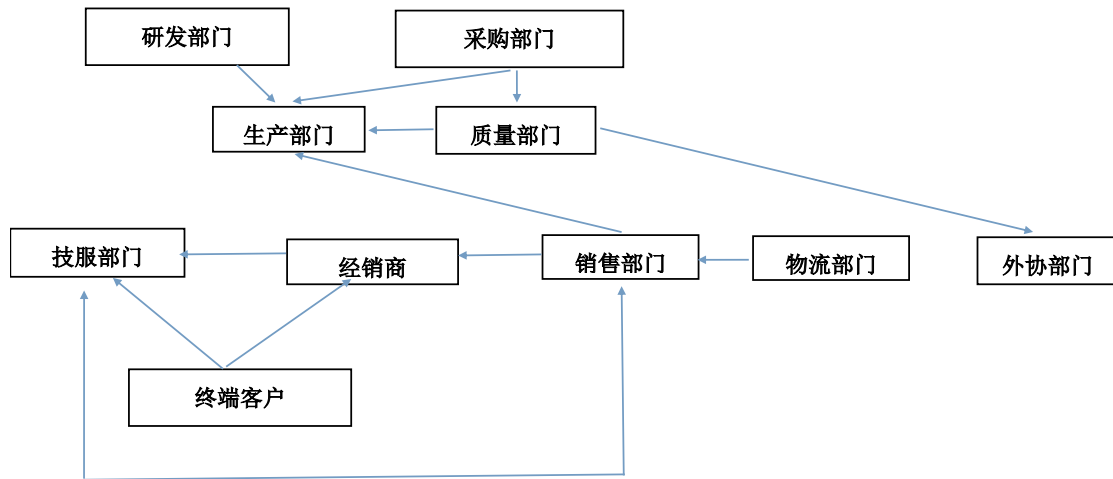 研发部门
采购部门
生产部门
质量部门
技服部门
经销商
销售部门
物流部门
外协部门
终端客户